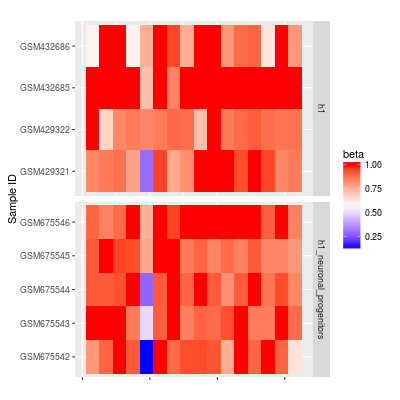 GSM432686
GSM432685
GSM429322
GSM429321
h1
GSM675546
GSM675545
GSM675544
GSM675543
GSM675542
h1_neuronal_progenitors
Sample ID
beta
1.00
0.75
0.50
0.25